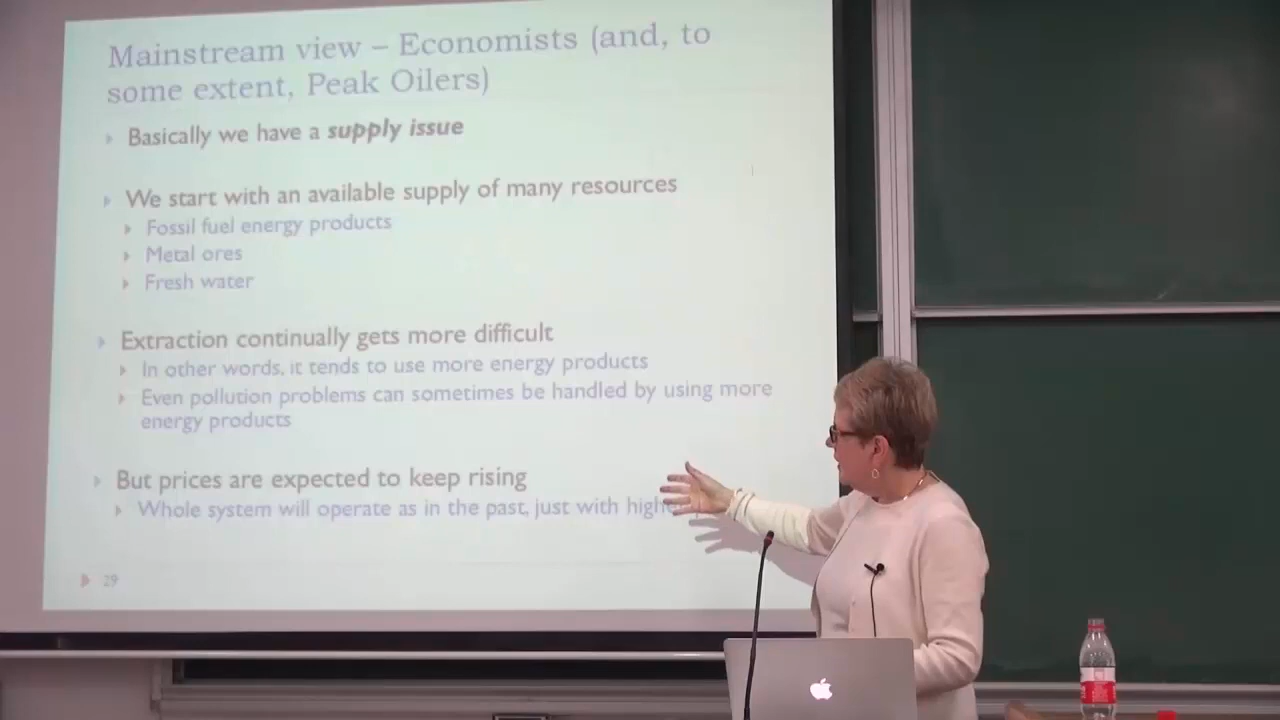 Mainstream view – Economists (and, to
some extent, Peak Oilers)
Basically we have a supply issue
We start with an available supply of many resources
Fossil fuel energy products
Metal ores
Fresh water
Extraction continually gets more difficult
In other words, it tends to use more energy products
Even pollution problems can sometimes be handled by using more
energy products
But prices are expected to keep rising
Whole system will operate as in the past, just with
29